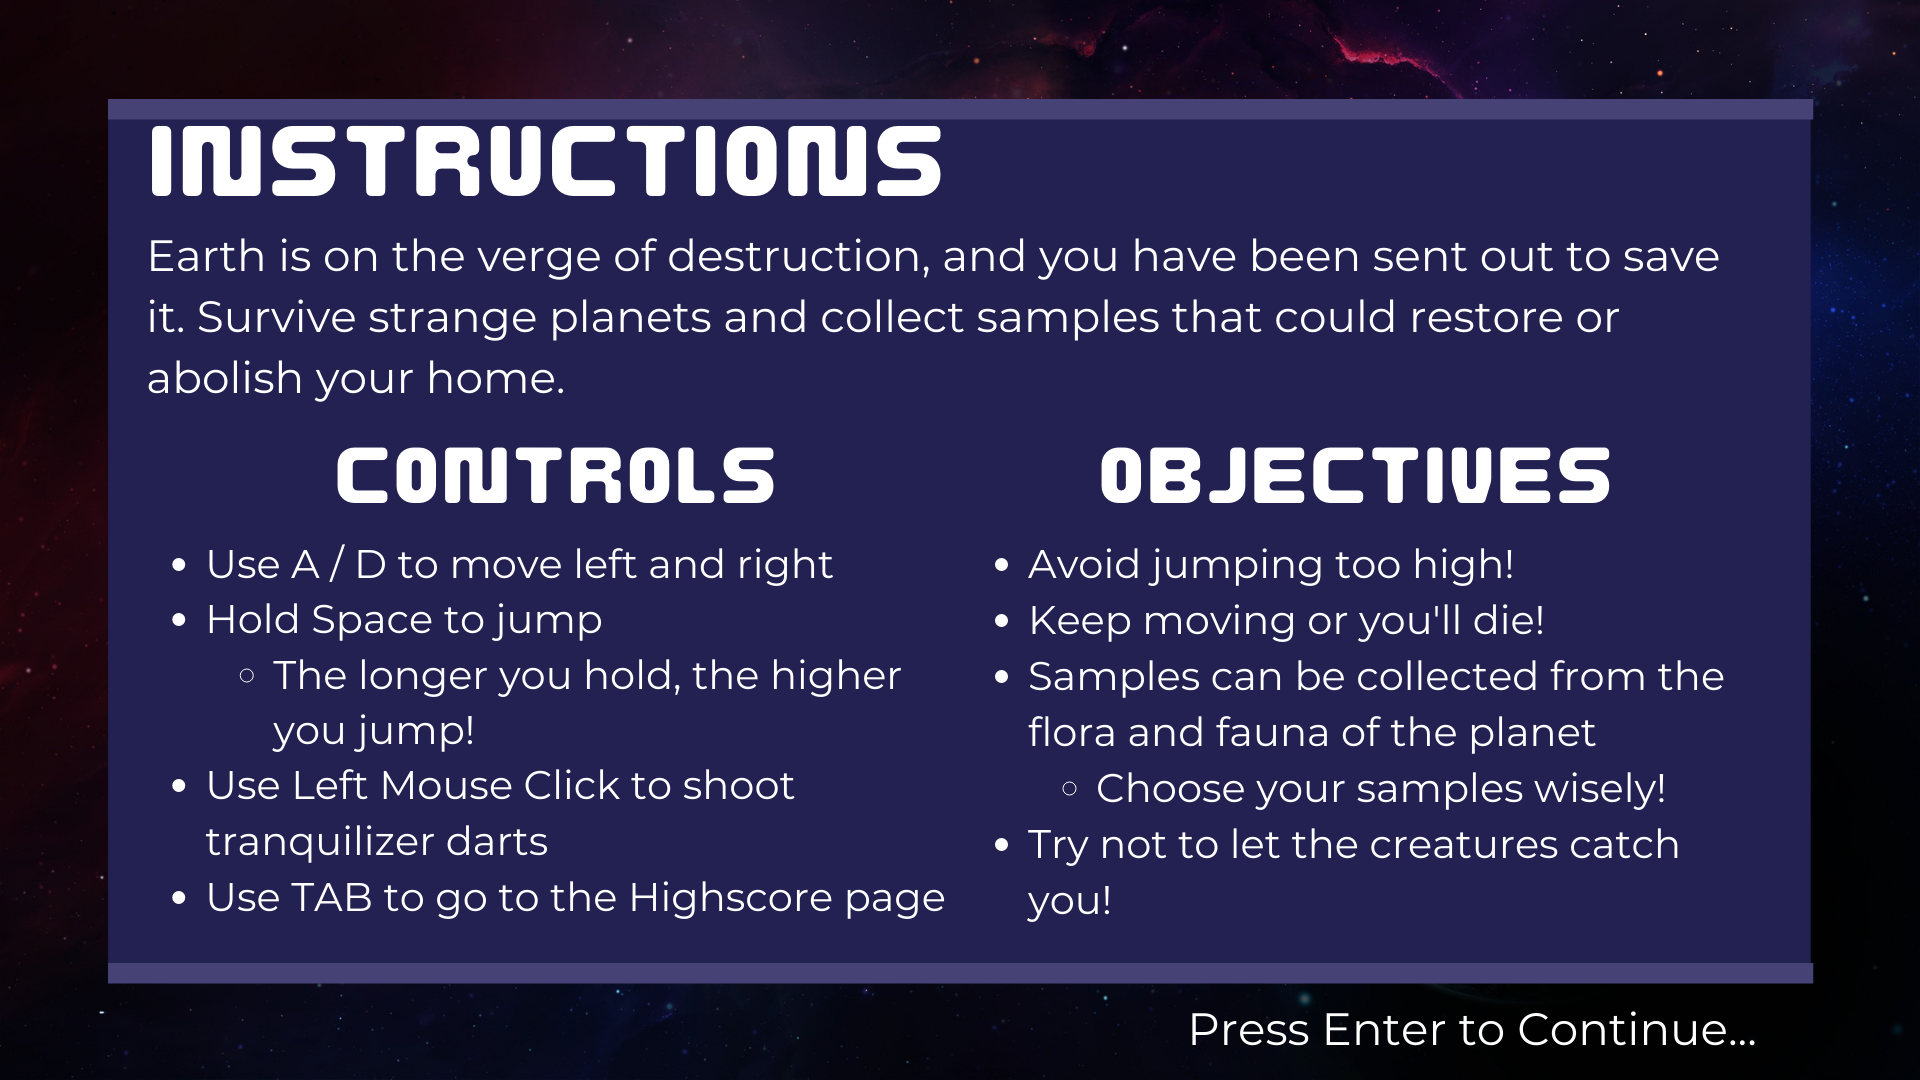 INSTRUCTIONS
Earth is on the verge of destruction, and you have been sent out to save
it. Survive strange planets and collect samples that could restore or
abolish your home.
CONTROLS
• Use A / D to move left and right
• Hold Space to jump
◦ The longer you hold, the higher
you jump!
• Use Left Mouse Click to shoot
tranquilizer darts
• Use TAB to go to the Highscore page
OBJECTIVES
• Avoid jumping too high!
• Keep moving or you'll die!
• Samples can be collected from the
flora and fauna of the planet
◦ Choose your samples wisely!
• Try not to let the creatures catch
you!
Press Enter to Continue...